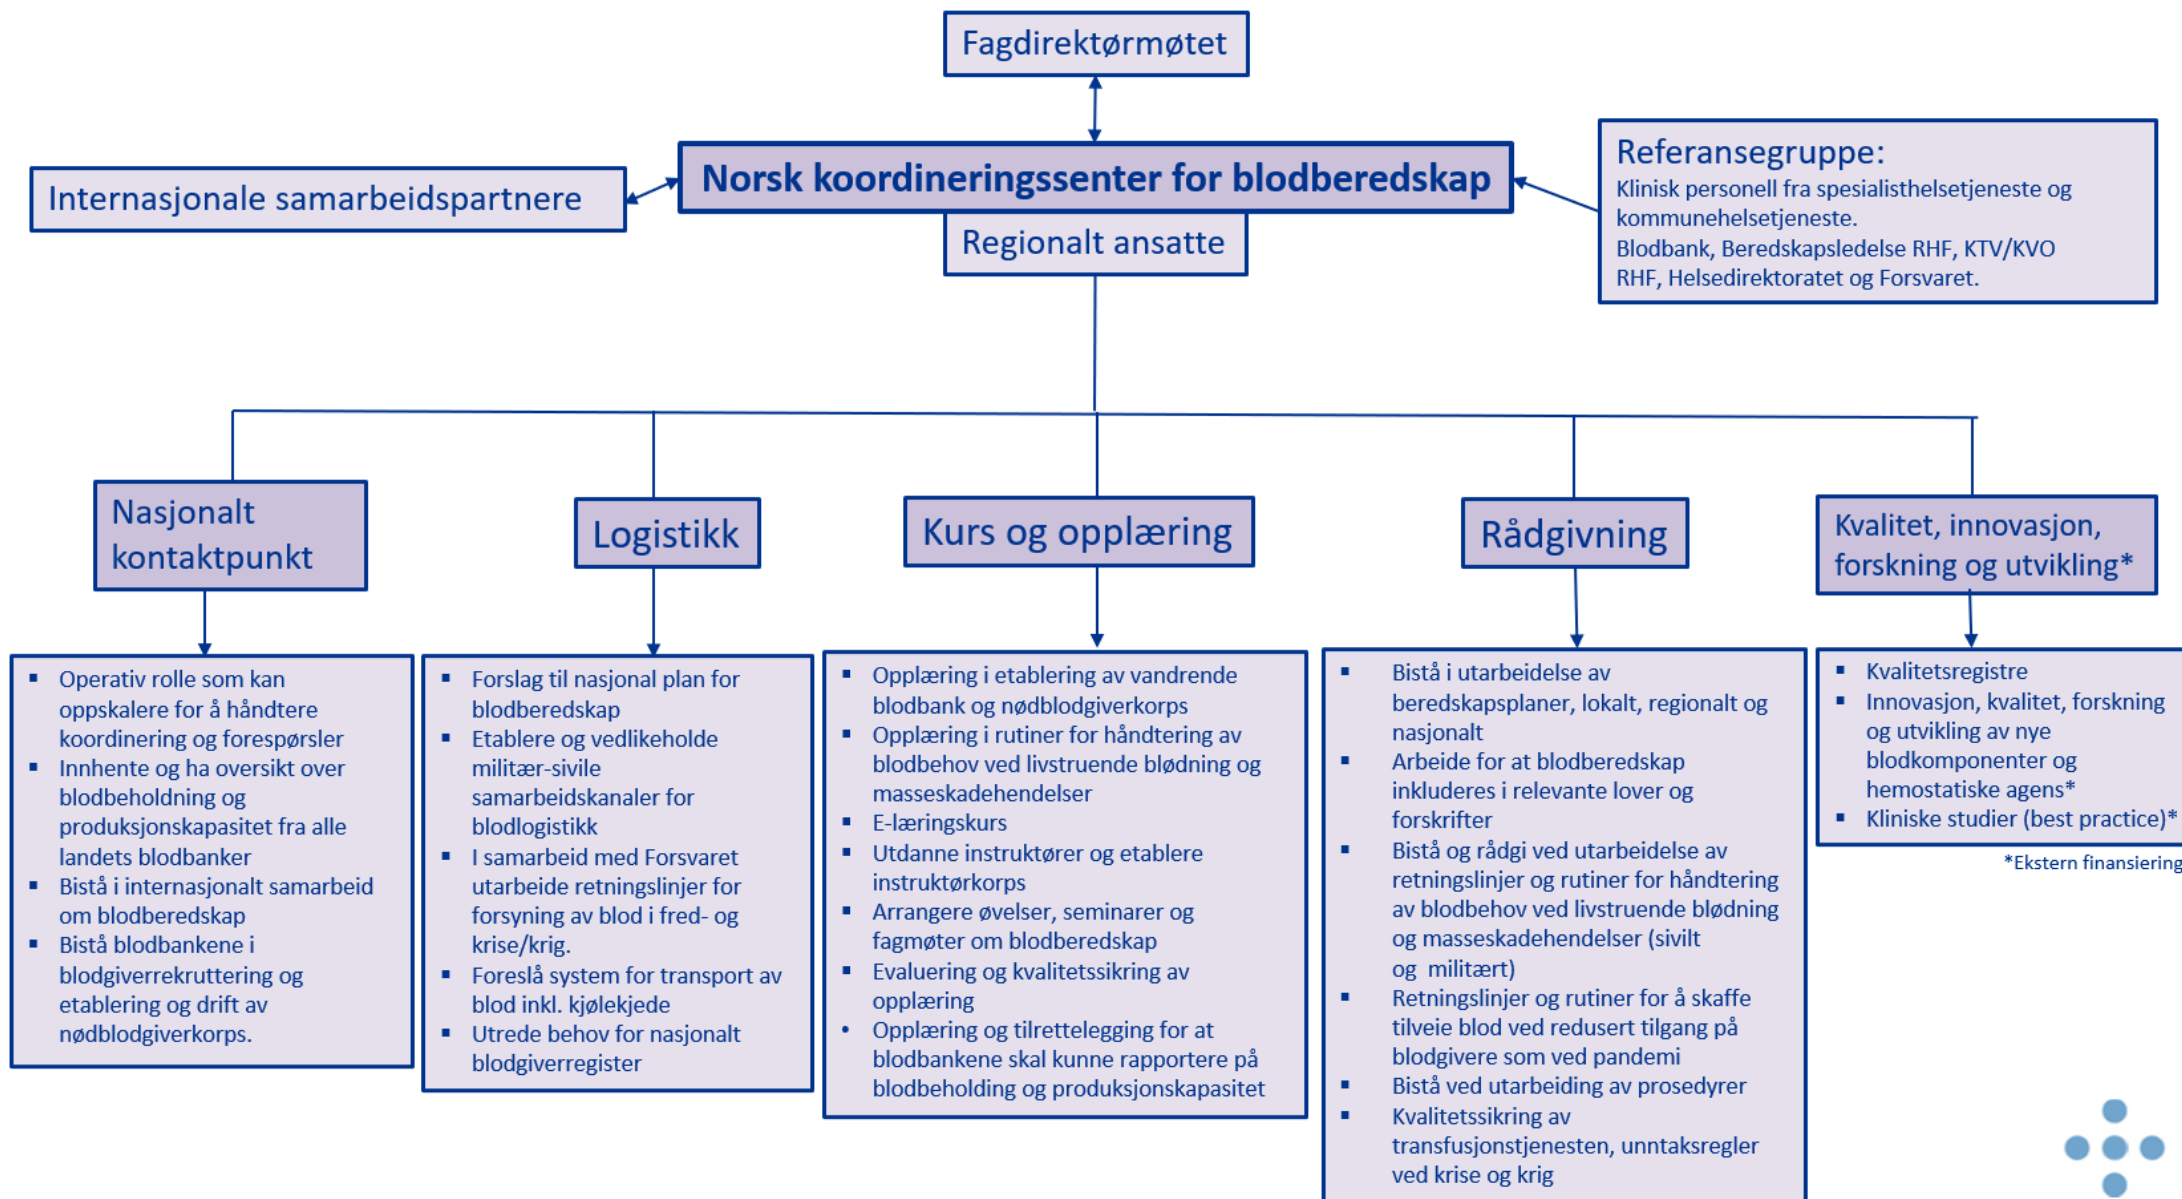 Fagdirektørmøtet
Internasjonale samarbeidspartnere
Norsk koordineringssenter for blodberedskap
Regionalt ansatte
Referansegruppe:
Klinisk personell fra spesialisthelsetjeneste og
kommunehelsetjeneste.
Blodbank, Beredskapsledelse RHF, KTV/KVO
RHF, Helsedirektoratet og Forsvaret.
Nasjonalt
kontaktpunkt
▪ Operativ rolle som kan
oppskalere for å håndtere
koordinering og forespørsler
▪ Innhente og ha oversikt over
blodbeholdning og
produksjonskapasitet fra alle
landets blodbanker
▪ Bistå i internasjonalt samarbeid
om blodberedskap
▪ Bistå blodbankene i
blodgiverrekruttering og
etablering og drift av
nødblodgiverkorps.
Logistikk
▪ Forslag til nasjonal plan for
blodberedskap
▪ Etablere og vedlikeholde
militær-sivile
samarbeidskanaler for
blodlogistikk
▪ I samarbeid med Forsvaret
utarbeide retningslinjer for
forsyning av blod i fred- og
krise/krig.
▪ Foreslå system for transport av
blod inkl. kjølekjede
▪ Utrede behov for nasjonalt
blodgiverregister
Kurs og opplæring
▪ Opplæring i etablering av vandrende
blodbank og nødblodgiverkorps
▪ Opplæring i rutiner for håndtering av
blodbehov ved livstruende blødning og
masseskadehendelser
▪ E-læringskurs
▪ Utdanne instruktører og etablere
instruktørkorps
▪ Arrangere øvelser, seminarer og
fagmøter om blodberedskap
▪ Evaluering og kvalitetssikring av
opplæring
• Opplæring og tilrettelegging for at
blodbankene skal kunne rapportere på
blodbeholding og produksjonskapasitet
Rådgivning
▪ Bistå i utarbeidelse av
beredskapsplaner, lokalt, regionalt og
nasjonalt
▪ Arbeide for at blodberedskap
inkluderes i relevante lover og
forskrifter
▪ Bistå og rådgi ved utarbeidelse av
retningslinjer og rutiner for håndtering
av blodbehov ved livstruende blødning
og masseskadehendelser (sivilt
og militært)
▪ Retningslinjer og rutiner for å skaffe
tilveie blod ved redusert tilgang på
blodgivere som ved pandemi
▪ Bistå ved utarbeiding av prosedyrer
▪ Kvalitetssikring av
transfusjonstjenesten, unntaksregler
ved krise og krig
Kvalitet, innovasjon,
forskning og utvikling*
▪ Kvalitetsregistre
▪ Innovasjon, kvalitet, forskning
og utvikling av nye
blodkomponenter og
hemostatiske agens*
▪ Kliniske studier (best practice)*
*Ekstern finansiering